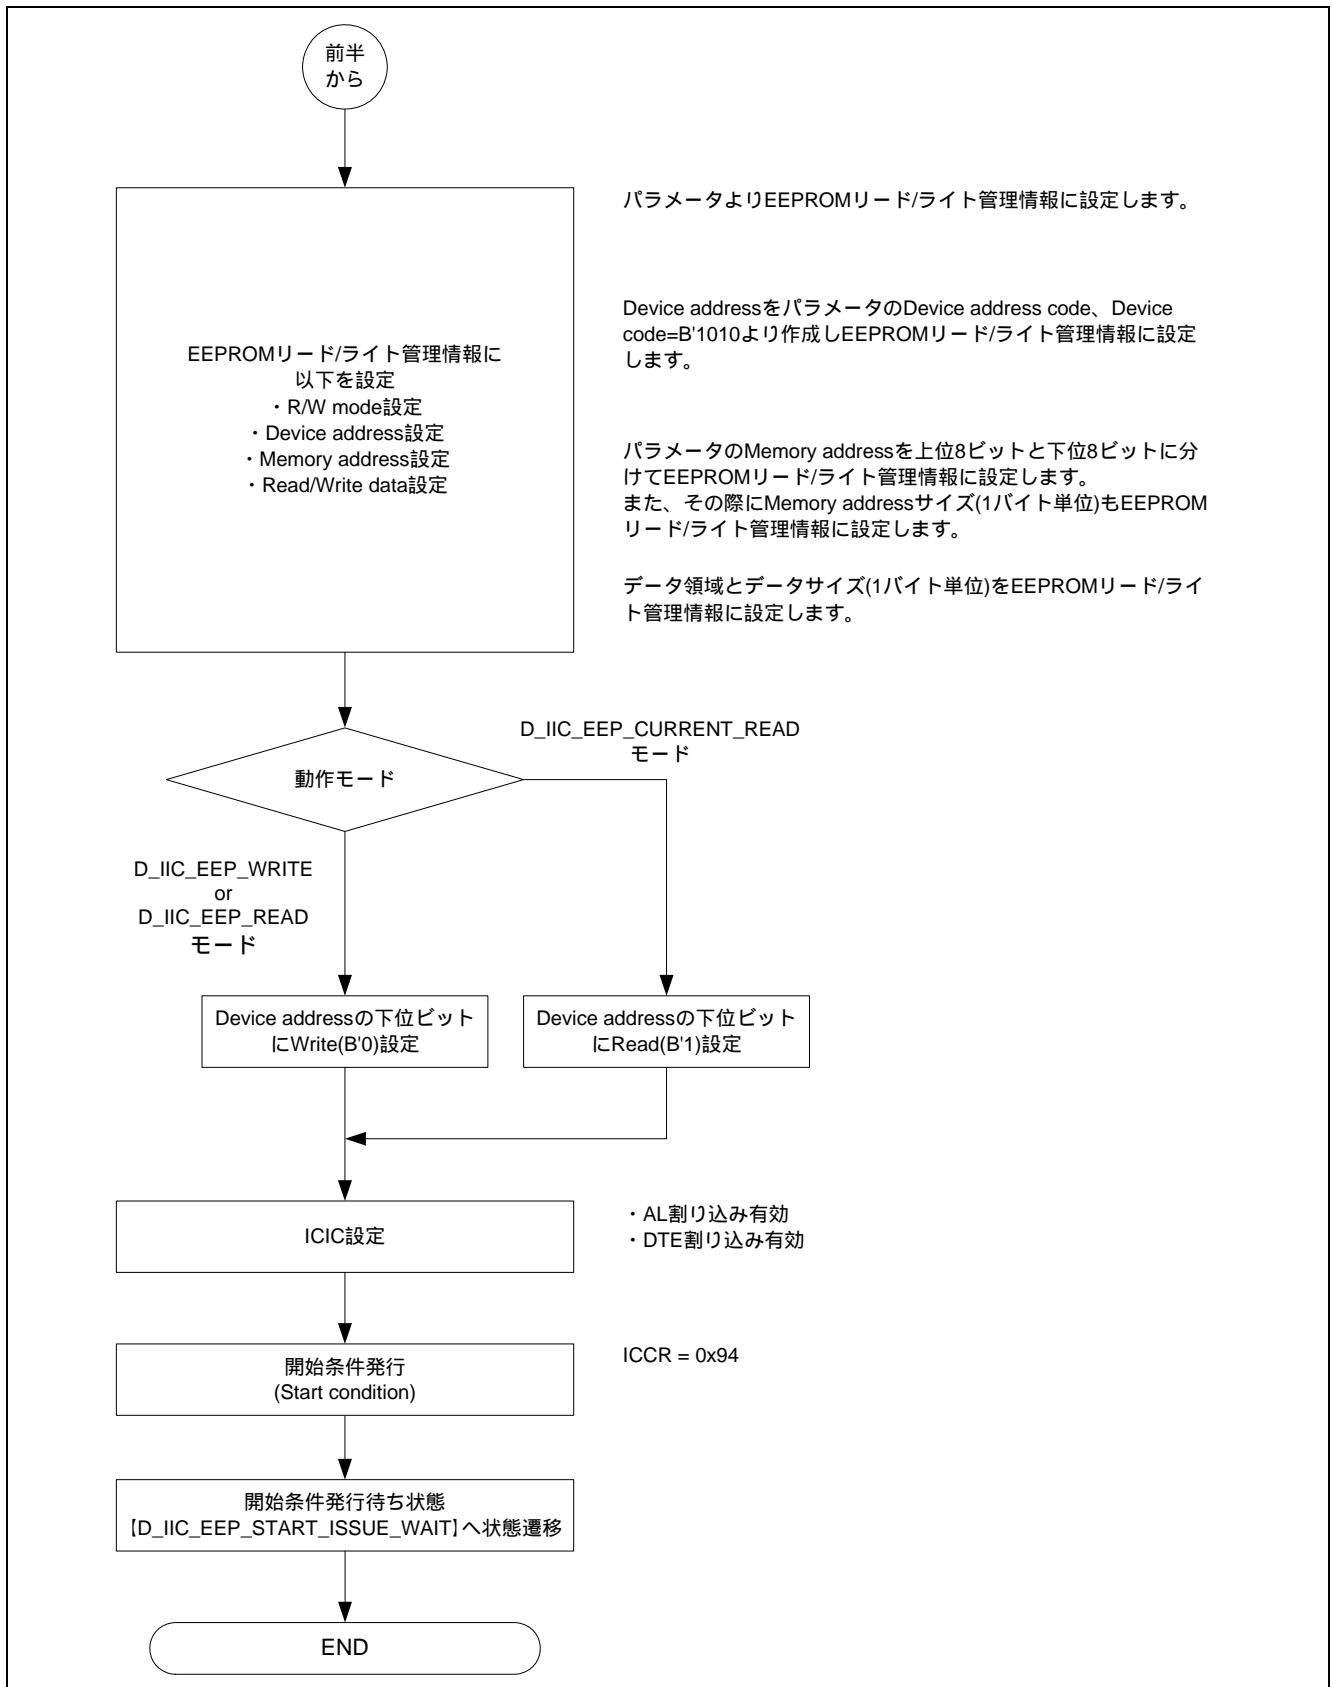 前半
から
パラメータよりEEPROMリード/ライト管理情報に設定します。
Device addressをパラメータのDevice address code、Device
code=B'1010より作成しEEPROMリード/ライト管理情報に設定
します。
EEPROMリード/ライト管理情報に
以下を設定
・R/W mode設定
・Device address設定
・Memory address設定
・Read/Write data設定
パラメータのMemory addressを上位8ビットと下位8ビットに分
けてEEPROMリード/ライト管理情報に設定します。
また、その際にMemory addressサイズ(1バイト単位)もEEPROM
リード/ライト管理情報に設定します。
データ領域とデータサイズ(1バイト単位)をEEPROMリード/ライ
ト管理情報に設定します。
D_IIC_EEP_CURRENT_READ
モード
動作モード
D_IIC_EEP_WRITE
or
D_IIC_EEP_READ
モード
Device addressの下位ビット
にWrite(B'0)設定
Device addressの下位ビット
にRead(B'1)設定
ICIC設定
・AL割り込み有効
・DTE割り込み有効
開始条件発行
(Start condition)
ICCR = 0x94
開始条件発行待ち状態
【D_IIC_EEP_START_ISSUE_WAIT】へ状態遷移
END